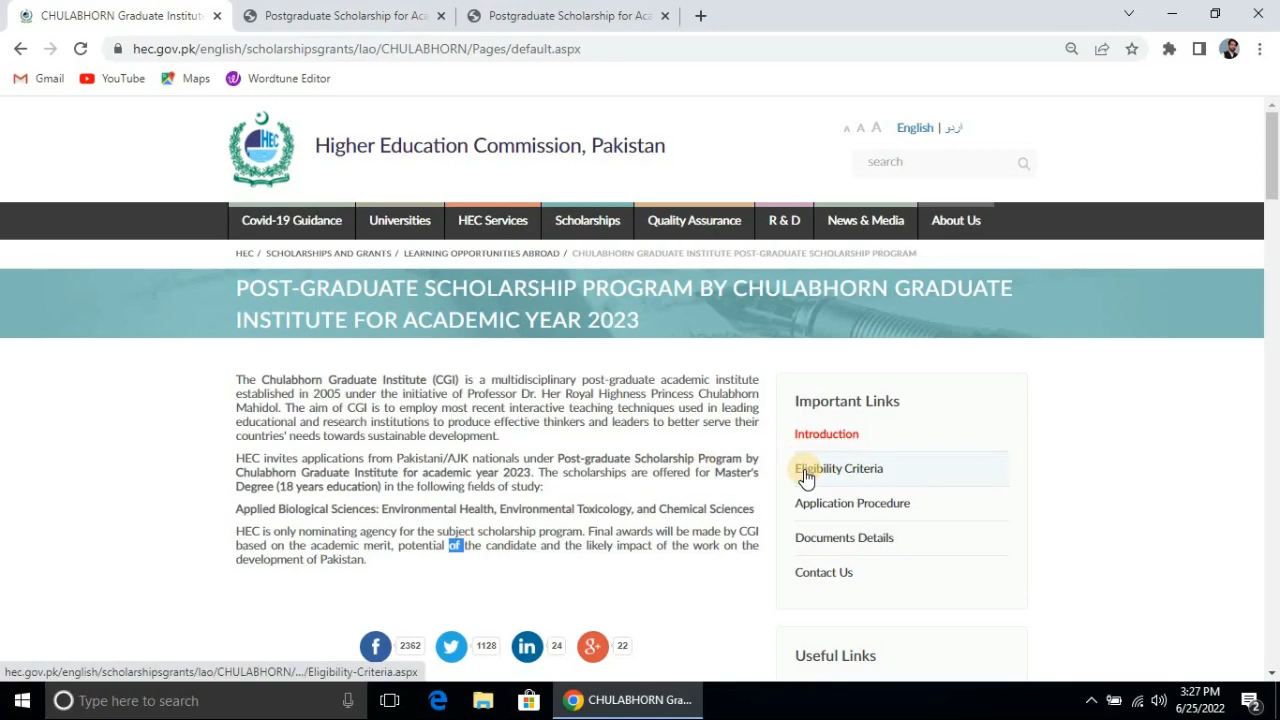 CHULABHORN Graduate Institut
Postgraduate Scholarship for Aca
Postgraduate Scholarship for Aca
hec.gov.pk/english/scholarshipsgrants/lao/CHULABHORN/Pages/default.aspx
Gmail YouTube Maps Wordtune Editor
HEC
Higher Education Commission, Pakistan
A A A English | اردو
search
Covid-19 Guidance Universities HEC Services Scholarships Quality Assurance R & D News & Media About Us
HEC / SCHOLARSHIPS AND GRANTS / LEARNING OPPORTUNITIES ABROAD / CHULABHORN GRADUATE INSTITUTE POST-GRADUATE SCHOLARSHIP PROGRAM
POST-GRADUATE SCHOLARSHIP PROGRAM BY CHULABHORN GRADUATE
INSTITUTE FOR ACADEMIC YEAR 2023
The Chulabhorn Graduate Institute (CGI) is a multidisciplinary post-graduate academic institute
established in 2005 under the initiative of Professor Dr. Her Royal Highness Princess Chulabhorn
Mahidol. The aim of CGI is to employ most recent interactive teaching techniques used in leading
educational and research institutions to produce effective thinkers and leaders to better serve their
countries' needs towards sustainable development.
HEC invites applications from Pakistani/AJK nationals under Post-graduate Scholarship Program by
Chulabhorn Graduate Institute for academic year 2023. The scholarships are offered for Master's
Degree (18 years education) in the following fields of study:
Applied Biological Sciences: Environmental Health, Environmental Toxicology, and Chemical Sciences
HEC is only nominating agency for the subject scholarship program. Final awards will be made by CGI
based on the academic merit, potential of the candidate and the likely impact of the work on the
development of Pakistan.
Important Links
Introduction
Eligibility Criteria
Application Procedure
Documents Details
Contact Us
2362 1128 24 22
Useful Links
hec.gov.pk/english/scholarshipsgrants/lao/CHULABHORN/.../Eligibility-Criteria.aspx
Type here to search
CHULABHORN Gra...
3:27 PM
6/25/2022
2